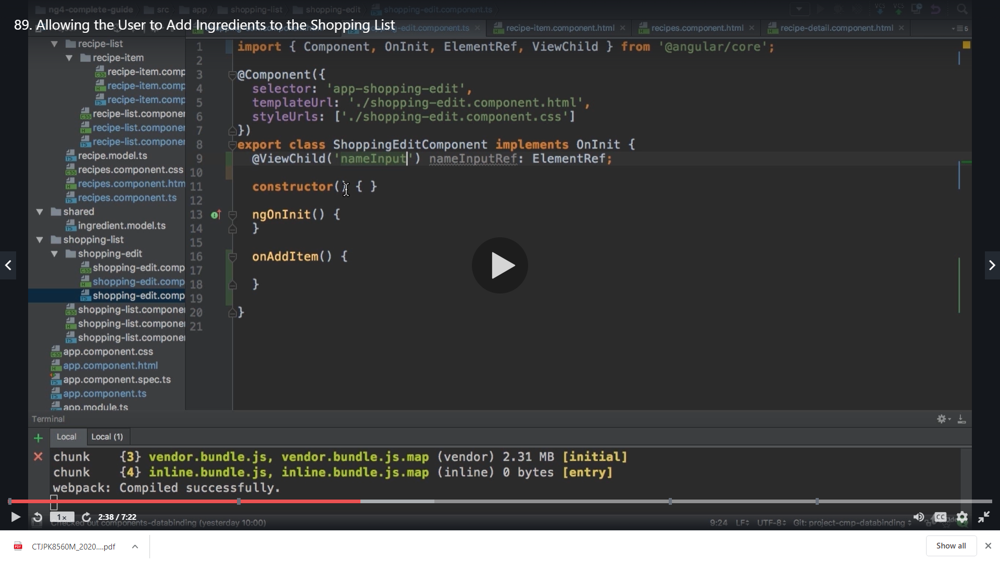 ng4-complete-guide src app shopping-list shopping-edit shopping-edit.component.ts
89. Allowing the User to Add Ingredients to the Shopping List
edit.component.ts recipe-item.component.html recipes.component.html recipe-detail.component.html 5
recipe-list
recipe-item
recipe-item.comp
recipe-item.comp
recipe-item.comp
recipe-list.componer
recipe-list.componer
recipe-list.componer
recipe.model.ts
recipes.component.css
recipes.component.htm
recipes.component.ts
shared
ingredient.model.ts
shopping-list
shopping-edit
shopping-edit.comp
shopping-edit.comp
shopping-edit.comp
shopping-list.componer
shopping-list.componer
shopping-list.componer
app.component.css
app.component.html
app.component.spec.ts
app.component.ts
app.module.ts
1 import { Component, OnInit, ElementRef, ViewChild } from '@angular/core';
2
3 @Component({
4 selector: 'app-shopping-edit',
5 templateUrl: './shopping-edit.component.html',
6 styleUrls: ['./shopping-edit.component.css']
7 })
8 export class ShoppingEditComponent implements OnInit {
9 @ViewChild('nameInput') nameInputRef: ElementRef;
10
11 constructor() { }
12
13 ngOnInit() {
14 }
15
16 onAddItem() {
17
18 }
19
20 }
21
Terminal
Local Local (1)
chunk {3} vendor.bundle.js, vendor.bundle.js.map (vendor) 2.31 MB [initial]
chunk {4} inline.bundle.js, inline.bundle.js.map (inline) 0 bytes [entry]
webpack: Compiled successfully.
1x 2:38 / 7:22 CC
Checked out components-databinding (yesterday 10:00) 9:24 LF UTF-8 Git: project-cmp-databinding
CTJPK8560M_2020....pdf Show all